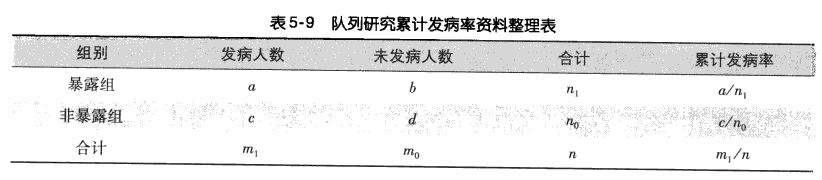 表5-9 队列研究累计发病率资料整理表
组别 发病人数 未发病人数 合计 累计发病率
暴露组 a b n₁ a/n₁
非暴露组 c d n₀ c/n₀
合计 m₁ m₀ n m₁/n